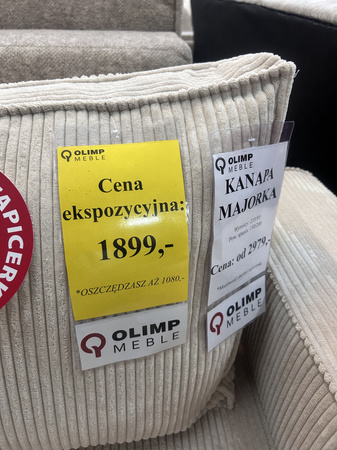 OLIMP
MEBLE
Cena
ekspozycyjna:
1899,-
*OSZCZĘDZASZ AŻ 1080,-
OLIMP
MEBLE
OLIMP
MEBLE
KANAPA
MAJORKA
Cena: od 2979,-
OLIMP
MEBLE
APICER